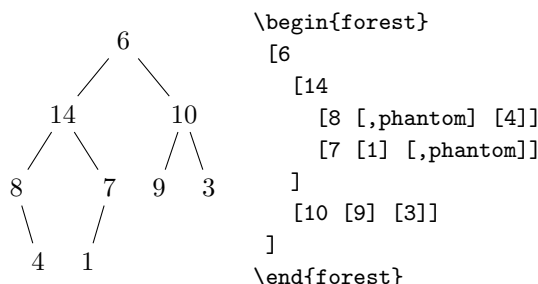 6
14 10
8 7 9 3
4 1
\begin{forest}
[6
[14
[8 [,phantom] [4]]
[7 [1] [,phantom]]
]
[10 [9] [3]]
]
\end{forest}